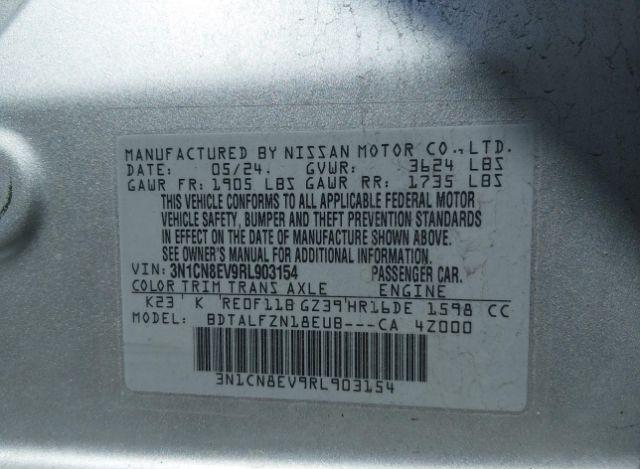 MANUFACTURED BY NISSAN MOTOR CO., LTD.
DATE: 05/24. GVWR: 3624 LBS
GAWR FR: 1905 LBS GAWR RR: 1735 LBS
THIS VEHICLE CONFORMS TO ALL APPLICABLE FEDERAL MOTOR
VEHICLE SAFETY, BUMPER AND THEFT PREVENTION STANDARDS
IN EFFECT ON THE DATE OF MANUFACTURE SHOWN ABOVE.
SEE OWNER'S MANUAL FOR ADDITIONAL INFORMATION.
VIN: 3N1CN8EV9RL903154 PASSENGER CAR.
COLOR TRIM TRANS AXLE ENGINE
K23 K RE0F11B GZ39 HR16DE 1598 CC
MODEL: BDTALFZN18EUB---CA 4Z000
3N1CN8EV9RL903154